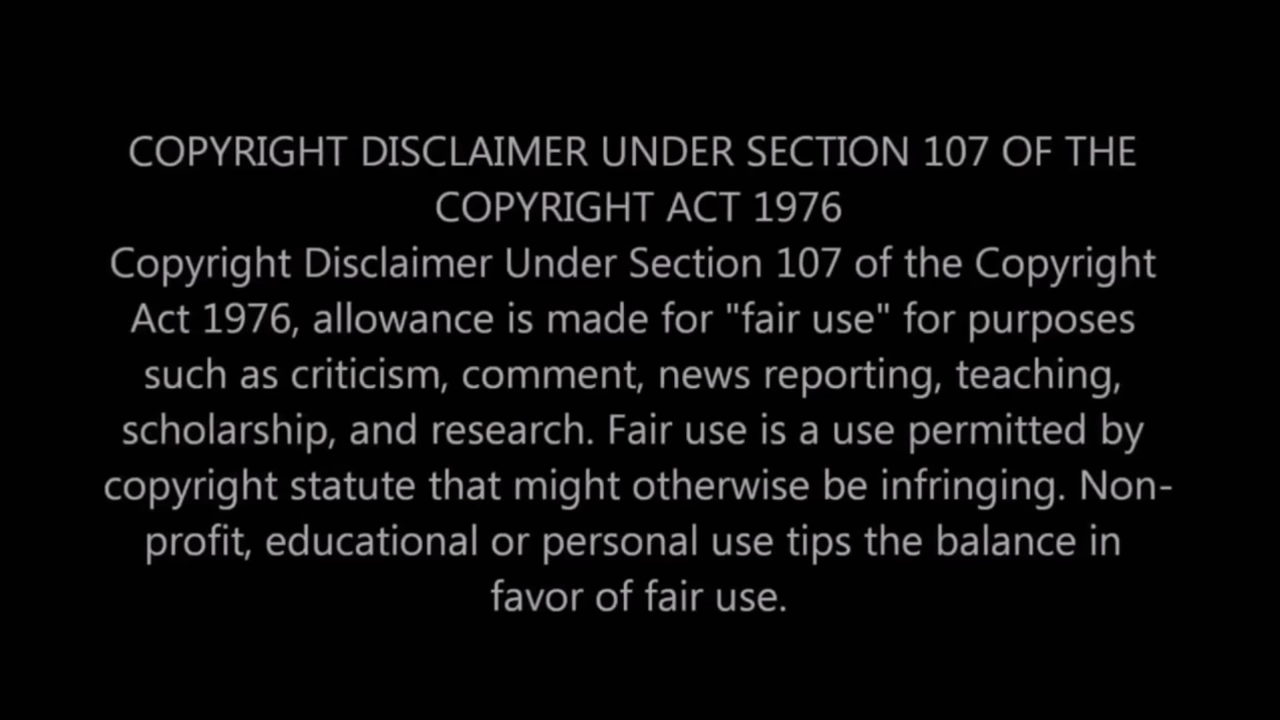 COPYRIGHT DISCLAIMER UNDER SECTION 107 OF THE
COPYRIGHT ACT 1976
Copyright Disclaimer Under Section 107 of the Copyright
Act 1976, allowance is made for "fair use" for purposes
such as criticism, comment, news reporting, teaching,
scholarship, and research. Fair use is a use permitted by
copyright statute that might otherwise be infringing. Non-
profit, educational or personal use tips the balance in
favor of fair use.